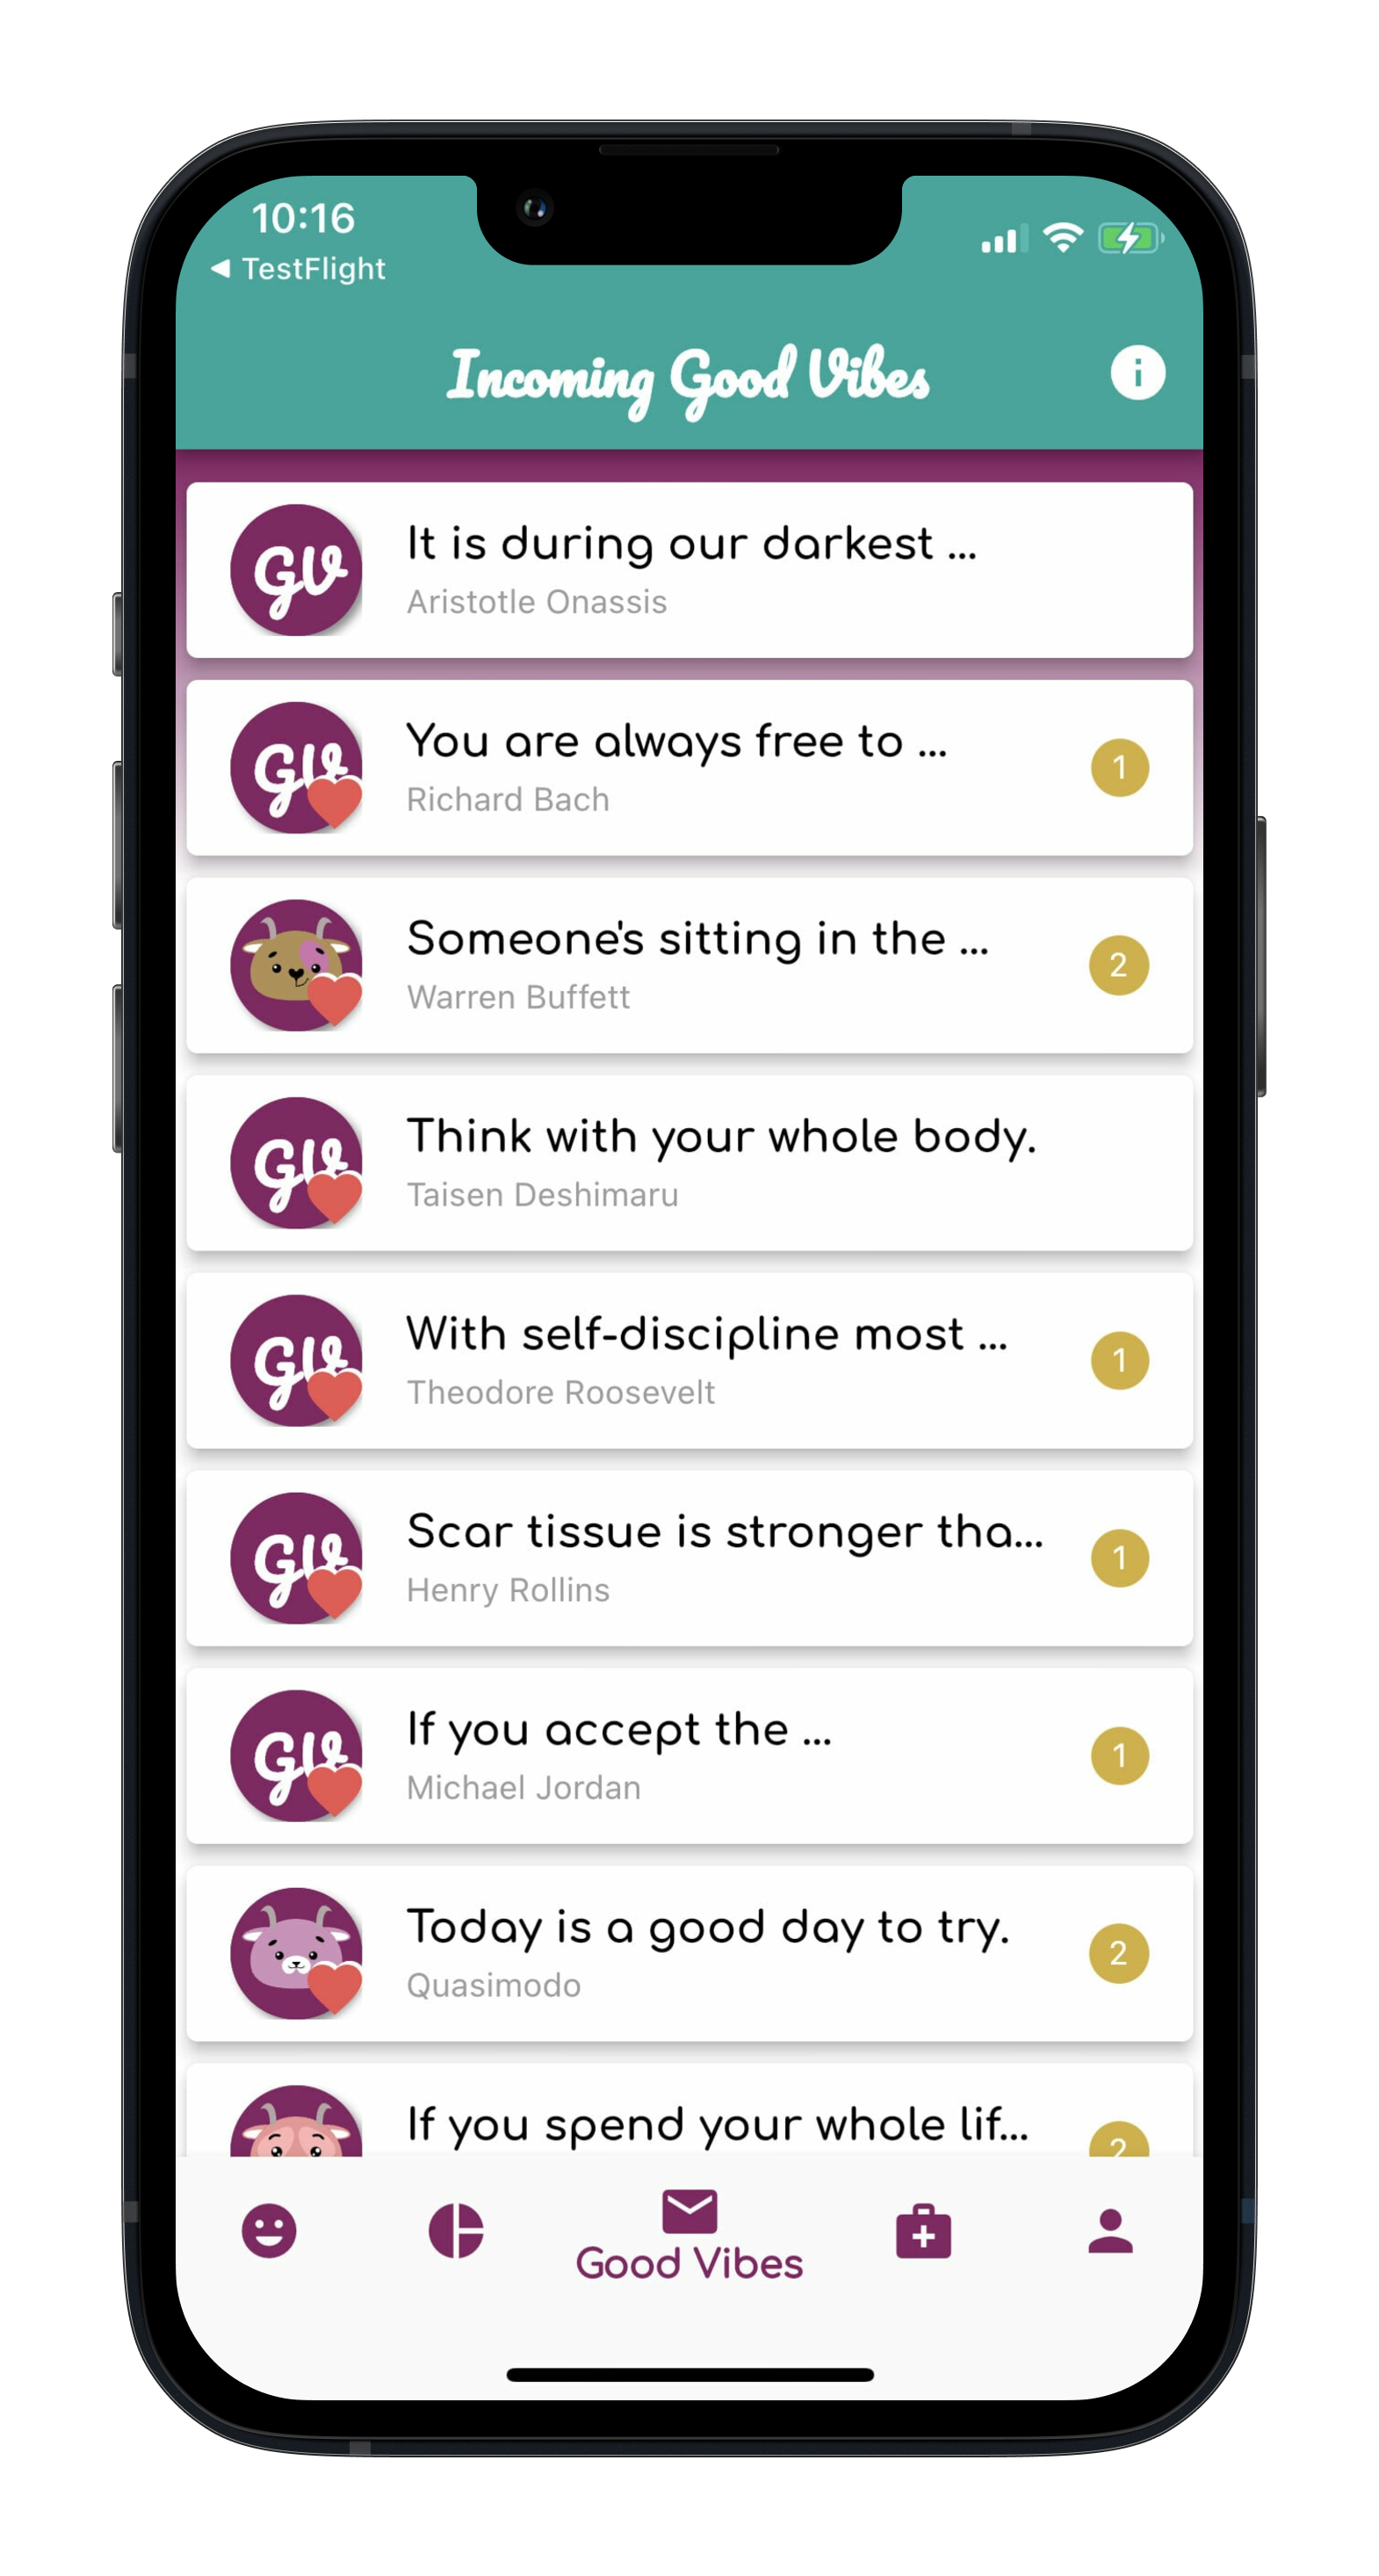 10:16
TestFlight
Incoming Good Vibes
GV
It is during our darkest ...
Aristotle Onassis
GV
You are always free to ...
Richard Bach
1
Someone's sitting in the ...
Warren Buffett
2
GV
Think with your whole body.
Taisen Deshimaru
GV
With self-discipline most ...
Theodore Roosevelt
1
GV
Scar tissue is stronger tha...
Henry Rollins
1
GV
If you accept the ...
Michael Jordan
1
Today is a good day to try.
Quasimodo
2
If you spend your whole lif...
2
Good Vibes